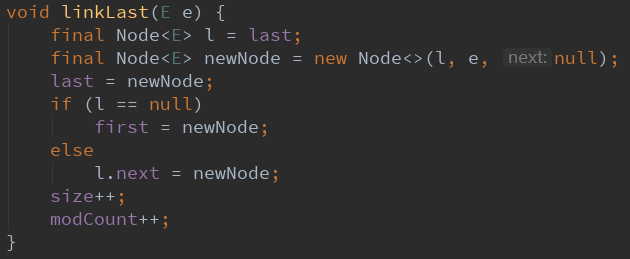 void linkLast(E e) {
    final Node<E> l = last;
    final Node<E> newNode = new Node<>(l, e, next: null);
    last = newNode;
    if (l == null)
        first = newNode;
    else
        l.next = newNode;
    size++;
    modCount++;
}